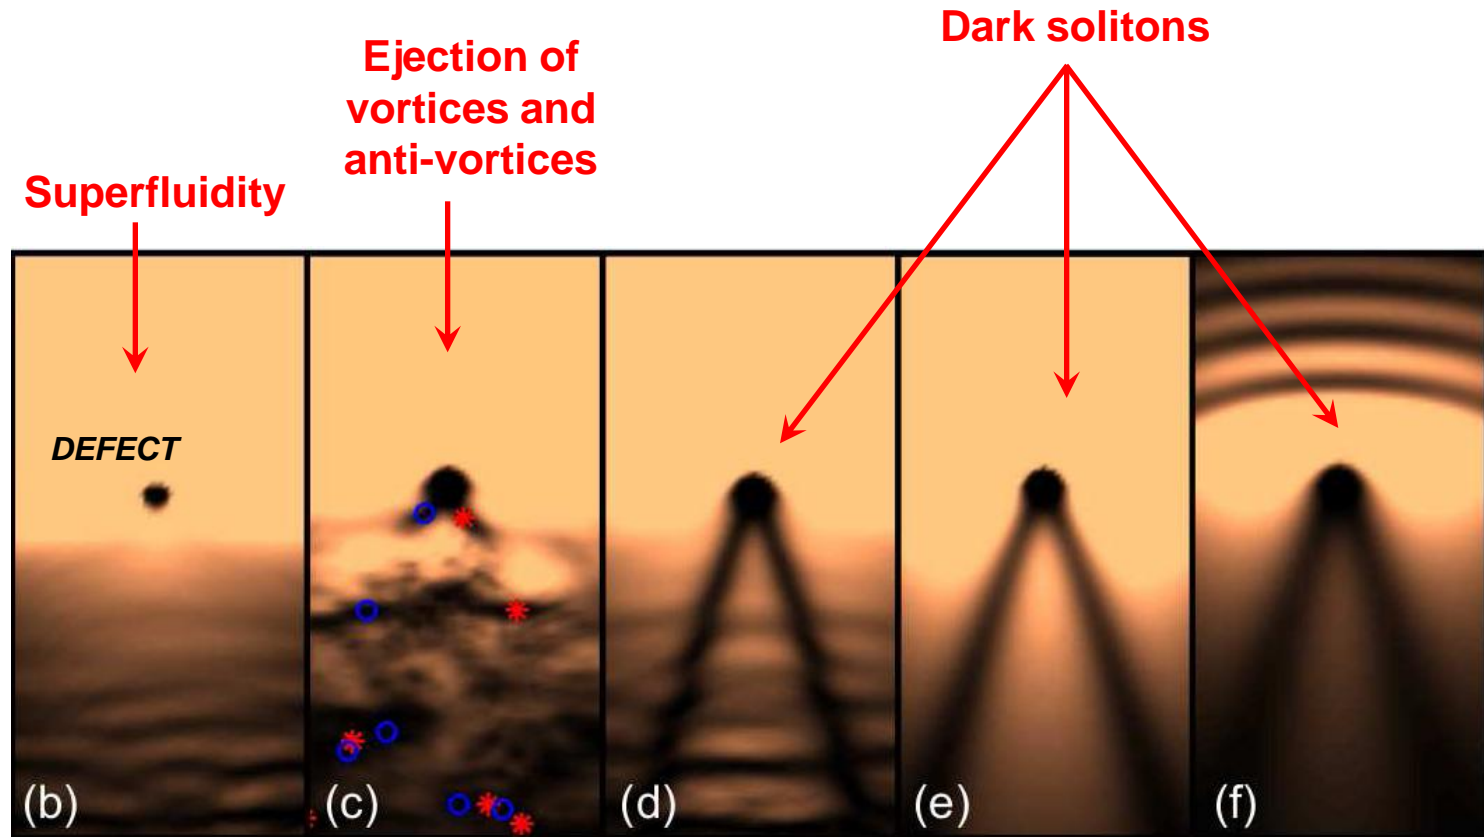 Dark solitons
Ejection of
vortices and
anti-vortices
Superfluidity
DEFECT
(b)
(c)
(d)
(e)
(f)